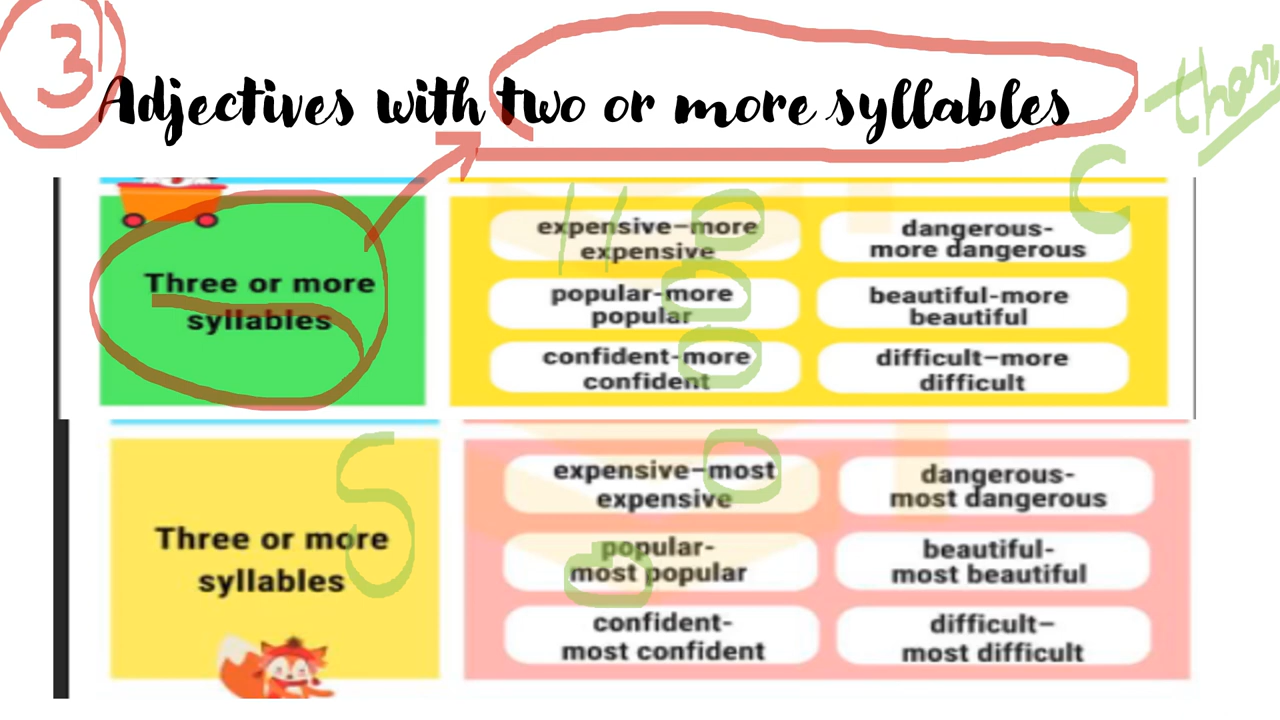 3
Adjectives with two or more syllables
than
C
Three or more
syllables
expensive–more
expensive
dangerous-
more dangerous
popular-more
popular
beautiful-more
beautiful
confident-more
confident
difficult–more
difficult
S
Three or more
syllables
expensive–most
expensive
dangerous-
most dangerous
popular-
most popular
beautiful-
most beautiful
confident-
most confident
difficult–
most difficult